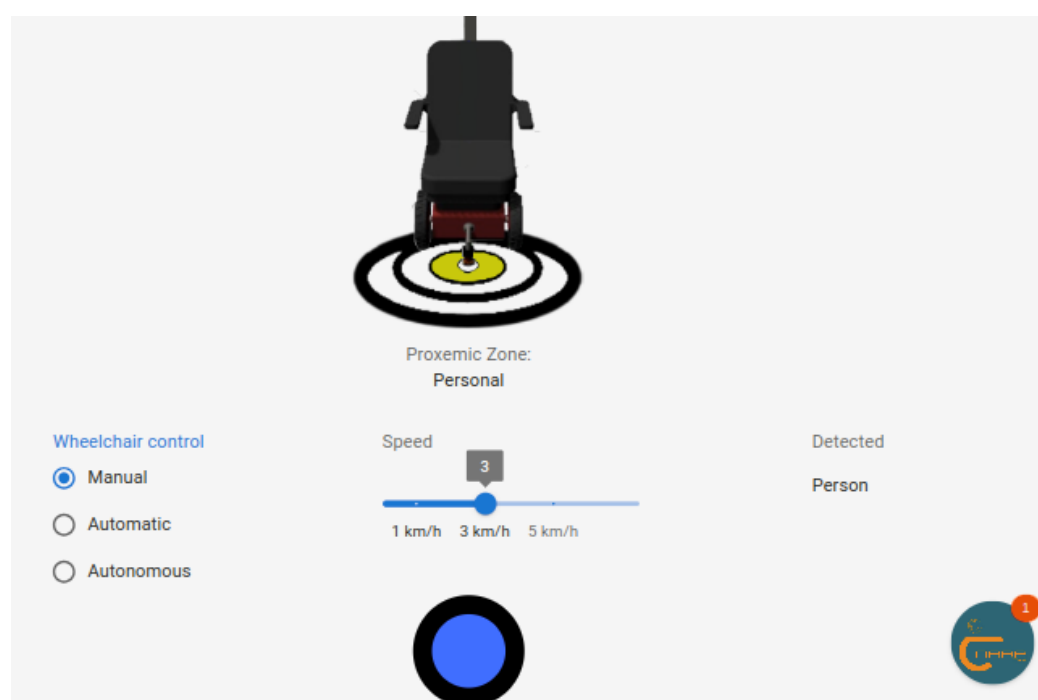 Proxemic Zone:
Personal
Wheelchair control
Manual
Automatic
Autonomous
Speed
3
1 km/h 3 km/h 5 km/h
Detected
Person
1